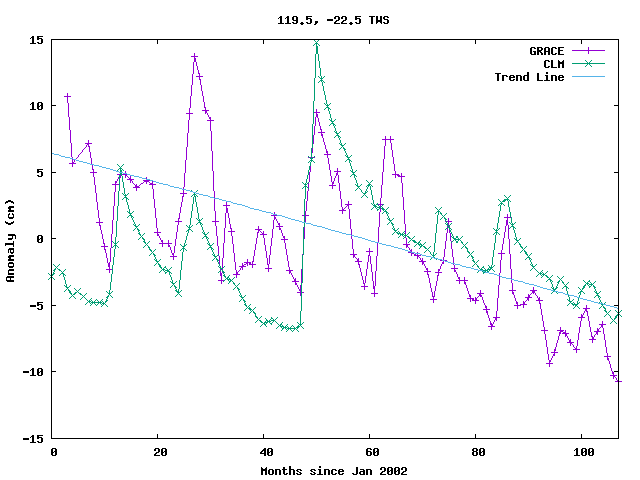 119.5, -22.5 TWS
GRACE
CLM
Trend Line
15
10
5
0
-5
-10
-15
Anomaly (cm)
0 20 40 60 80 100
Months since Jan 2002